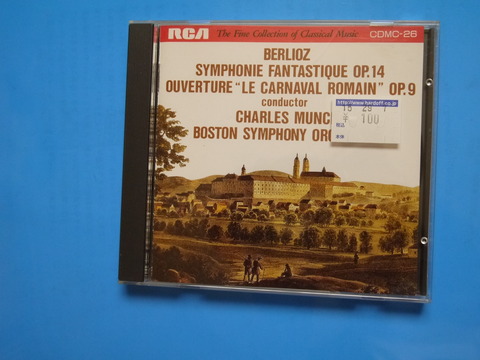 RCA The Fine Collection of Classical Music CDMC-26
BERLIOZ
SYMPHONIE FANTASTIQUE OP.14
OUVERTURE "LE CARNAVAL ROMAIN" OP.9
conductor
CHARLES MUNC
BOSTON SYMPHONY OR
http://www.hardoff.co.jp
¥ 100